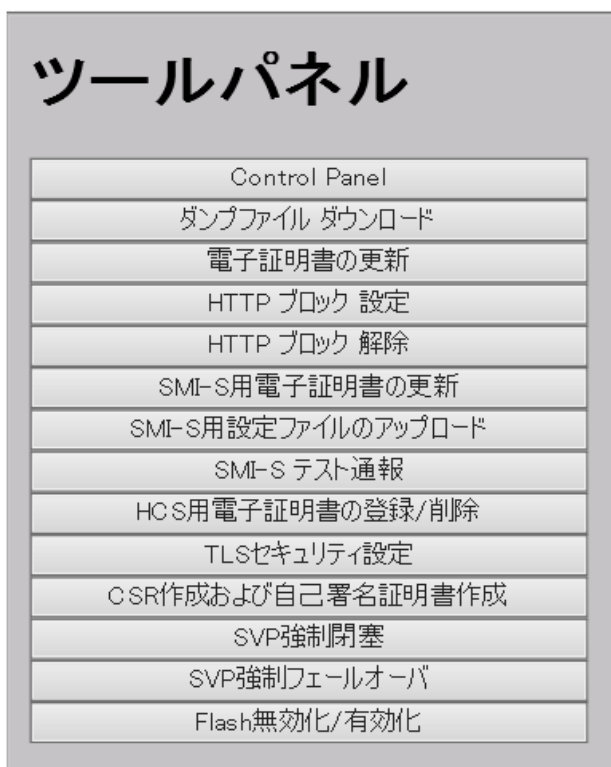 ツールパネル
Control Panel
ダンプファイル ダウンロード
電子証明書の更新
HTTP ブロック 設定
HTTP ブロック 解除
SMI-S用電子証明書の更新
SMI-S用設定ファイルのアップロード
SMI-S テスト通報
HCS用電子証明書の登録/削除
TLSセキュリティ設定
CSR作成および自己署名証明書作成
SVP強制閉塞
SVP強制フェールオーバ
Flash無効化/有効化